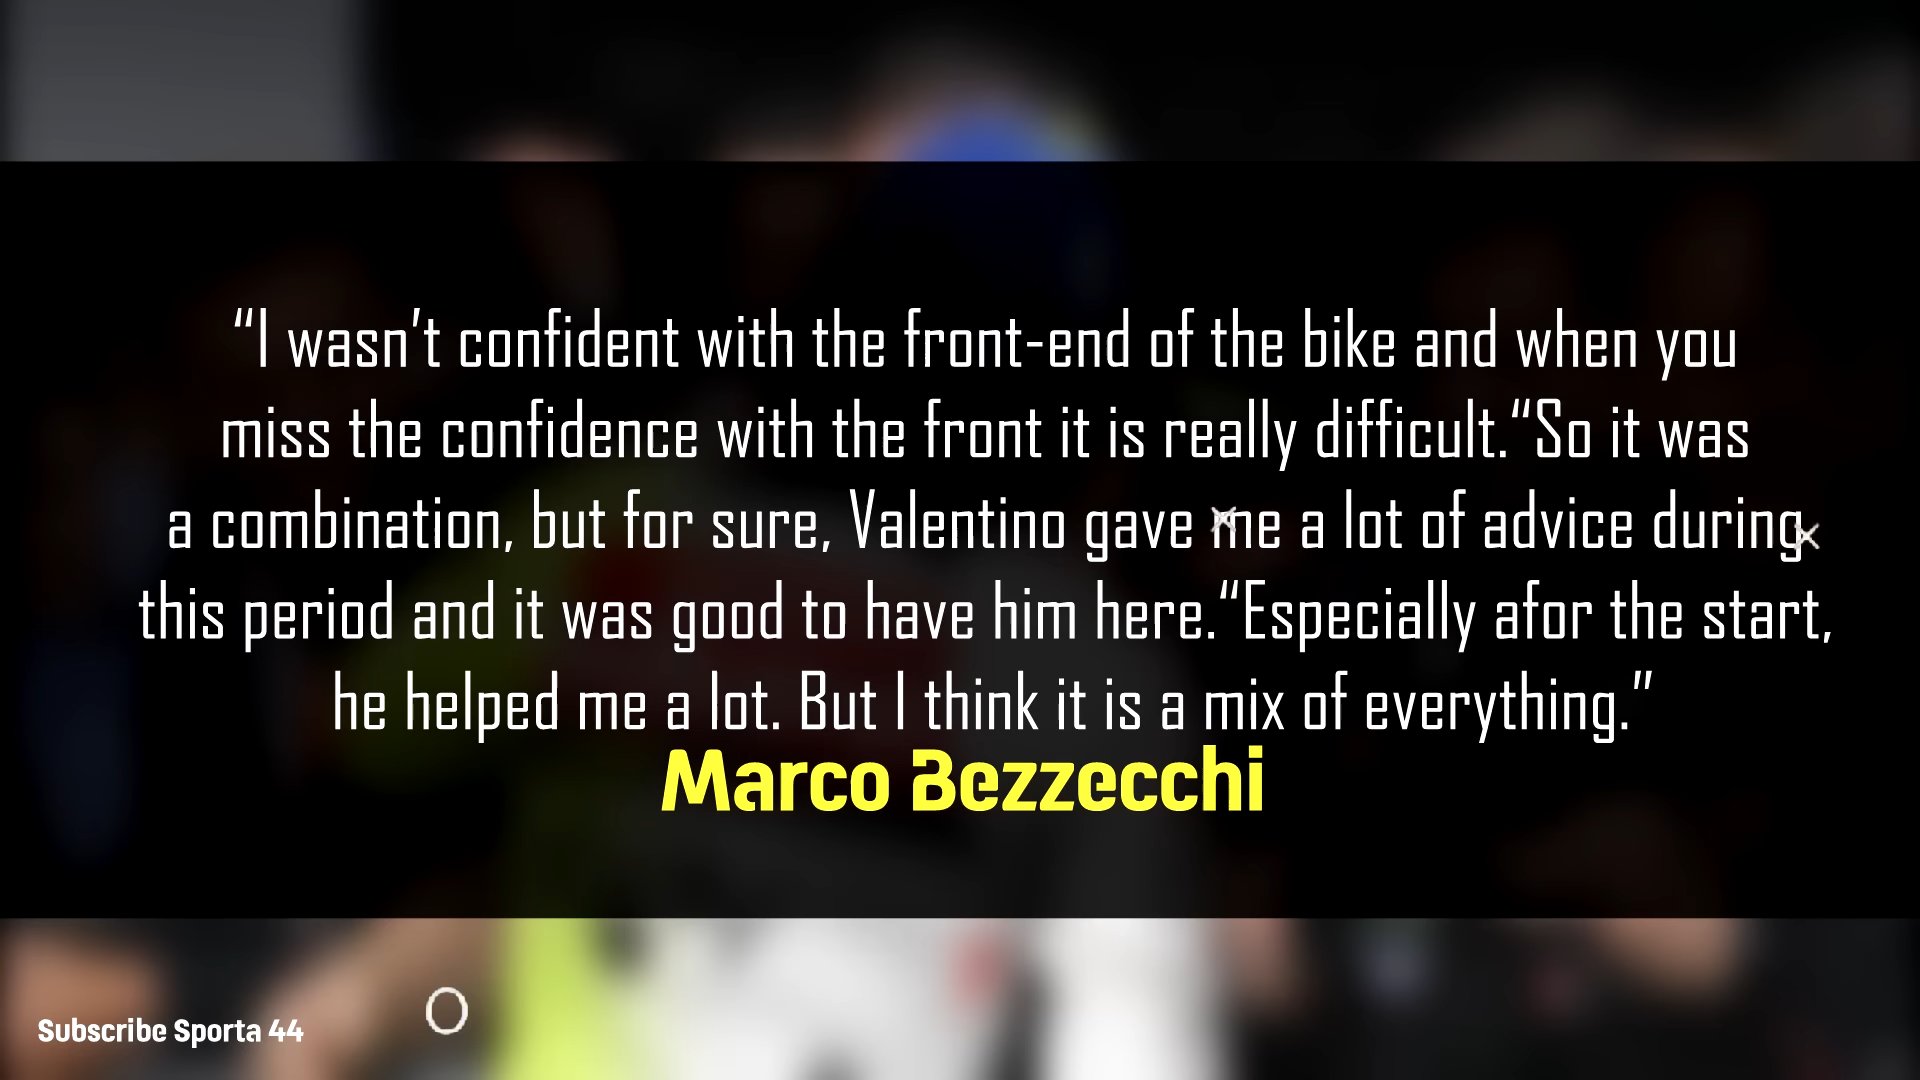 “I wasn’t confident with the front-end of the bike and when you
miss the confidence with the front it is really difficult.“So it was
a combination, but for sure, Valentino gave me a lot of advice during
this period and it was good to have him here.“Especially afor the start,
he helped me a lot. But I think it is a mix of everything.”
Marco Bezzecchi
Subscribe Sporta 44